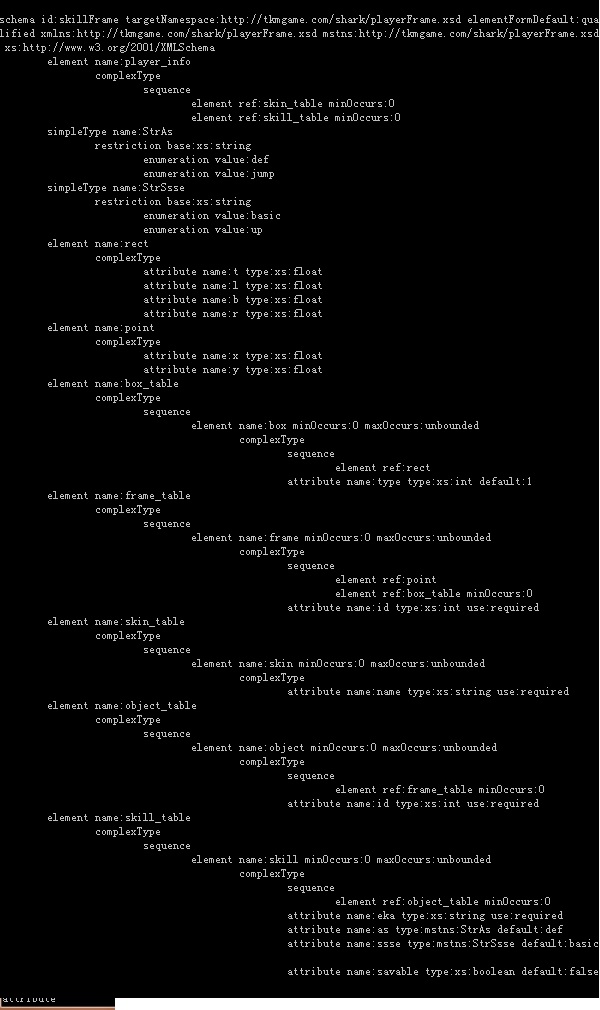 schema id:skillFrame targetNamespace:http://tkmgame.com/shark/playerFrame.xsd elementFormDefault:qua
lified xmlns:http://tkmgame.com/shark/playerFrame.xsd mstns:http://tkmgame.com/shark/playerFrame.xsd
xs:http://www.w3.org/2001/XMLSchema
element name:player_info
complexType
sequence
element ref:skin_table minOccurs:0
element ref:skill_table minOccurs:0
simpleType name:StrAs
restriction base:xs:string
enumeration value:def
enumeration value:jump
simpleType name:StrSsse
restriction base:xs:string
enumeration value:basic
enumeration value:up
element name:rect
complexType
attribute name:t type:xs:float
attribute name:l type:xs:float
attribute name:b type:xs:float
attribute name:r type:xs:float
element name:point
complexType
attribute name:x type:xs:float
attribute name:y type:xs:float
element name:box_table
complexType
sequence
element name:box minOccurs:0 maxOccurs:unbounded
complexType
sequence
element ref:rect
attribute name:type type:xs:int default:1
element name:frame_table
complexType
sequence
element name:frame minOccurs:0 maxOccurs:unbounded
complexType
sequence
element ref:point
element ref:box_table minOccurs:0
attribute name:id type:xs:int use:required
element name:skin_table
complexType
sequence
element name:skin minOccurs:0 maxOccurs:unbounded
complexType
attribute name:name type:xs:string use:required
element name:object_table
complexType
sequence
element name:object minOccurs:0 maxOccurs:unbounded
complexType
sequence
element ref:frame_table minOccurs:0
attribute name:id type:xs:int use:required
element name:skill_table
complexType
sequence
element name:skill minOccurs:0 maxOccurs:unbounded
complexType
sequence
element ref:object_table minOccurs:0
attribute name:eka type:xs:string use:required
attribute name:as type:mstns:StrAs default:def
attribute name:ssse type:mstns:StrSsse default:basic
attribute name:savable type:xs:boolean default:false
attribute